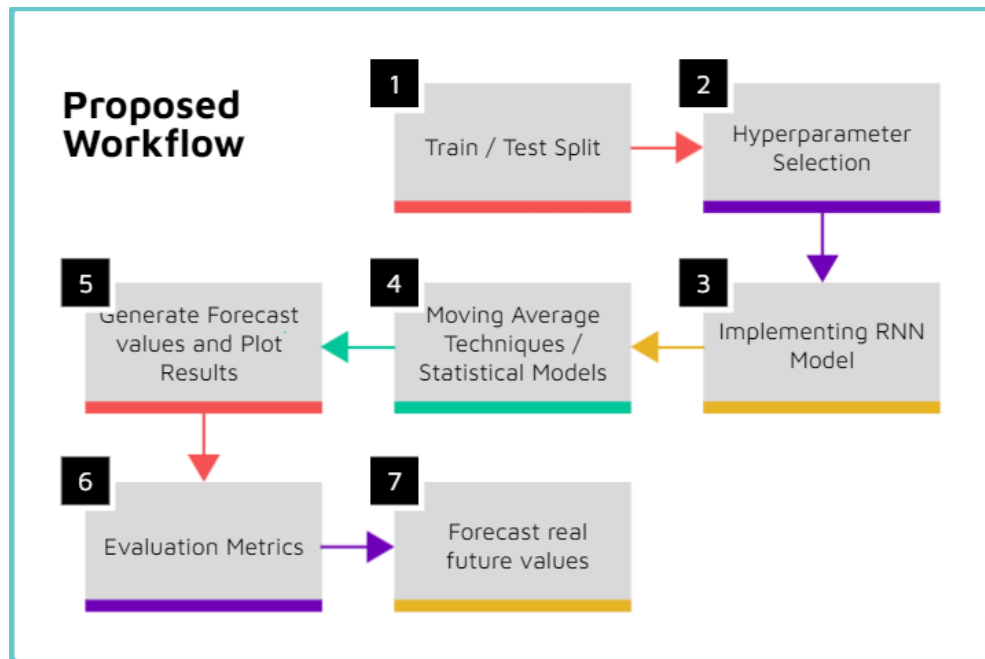 Proposed
Workflow
1
Train / Test Split
2
Hyperparameter
Selection
3
Implementing RNN
Model
4
Moving Average
Techniques /
Statistical Models
5
Generate Forecast
values and Plot
Results
6
Evaluation Metrics
7
Forecast real
future values